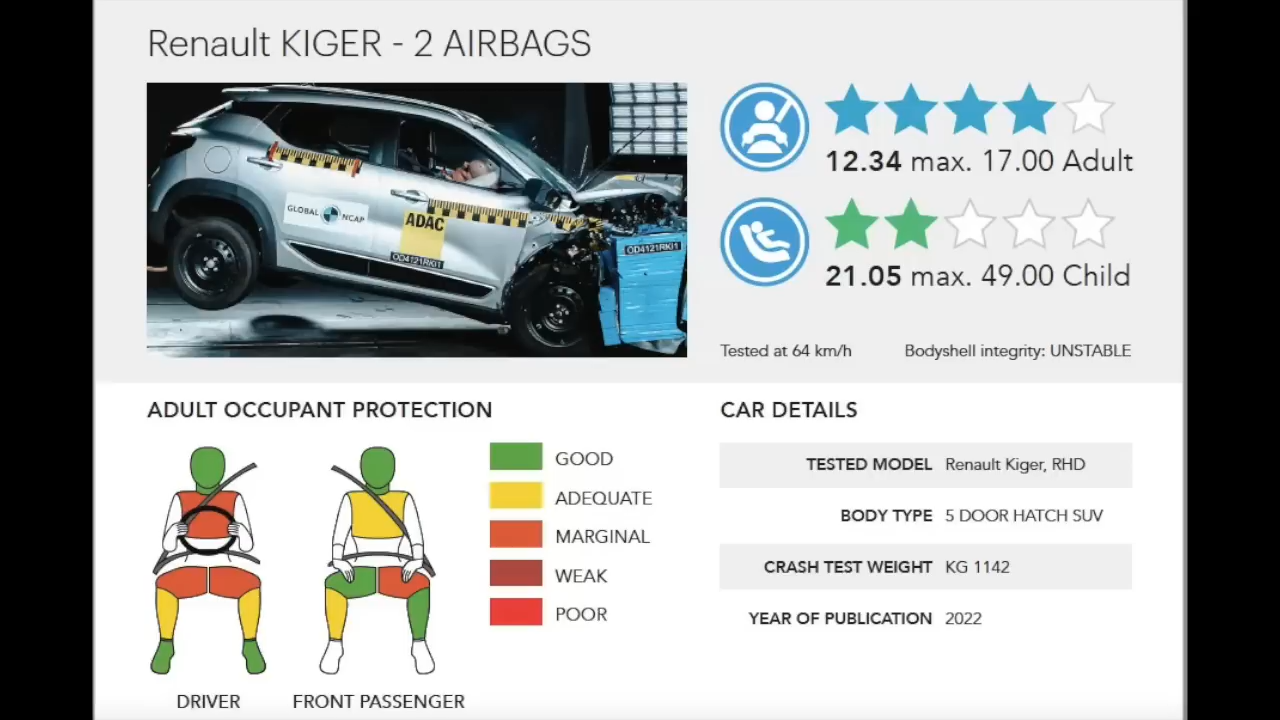 Renault KIGER - 2 AIRBAGS
GLOBAL NCAP
ADAC
OD4121RKI1
OD4121RKI1
12.34 max. 17.00 Adult
21.05 max. 49.00 Child
Tested at 64 km/h
Bodyshell integrity: UNSTABLE
ADULT OCCUPANT PROTECTION
GOOD
ADEQUATE
MARGINAL
WEAK
POOR
DRIVER
FRONT PASSENGER
CAR DETAILS
TESTED MODEL Renault Kiger, RHD
BODY TYPE 5 DOOR HATCH SUV
CRASH TEST WEIGHT KG 1142
YEAR OF PUBLICATION 2022